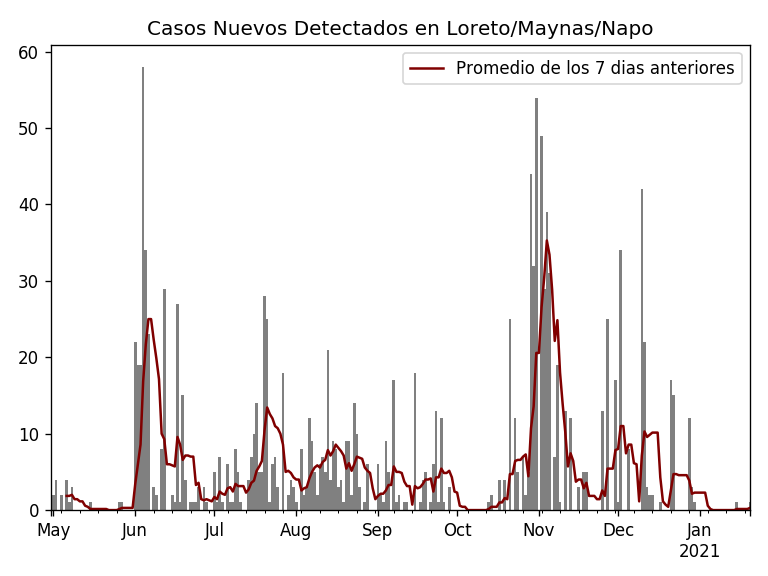 Casos Nuevos Detectados en Loreto/Maynas/Napo
Promedio de los 7 dias anteriores
60
50
40
30
20
10
0
May Jun Jul Aug Sep Oct Nov Dec Jan
2021